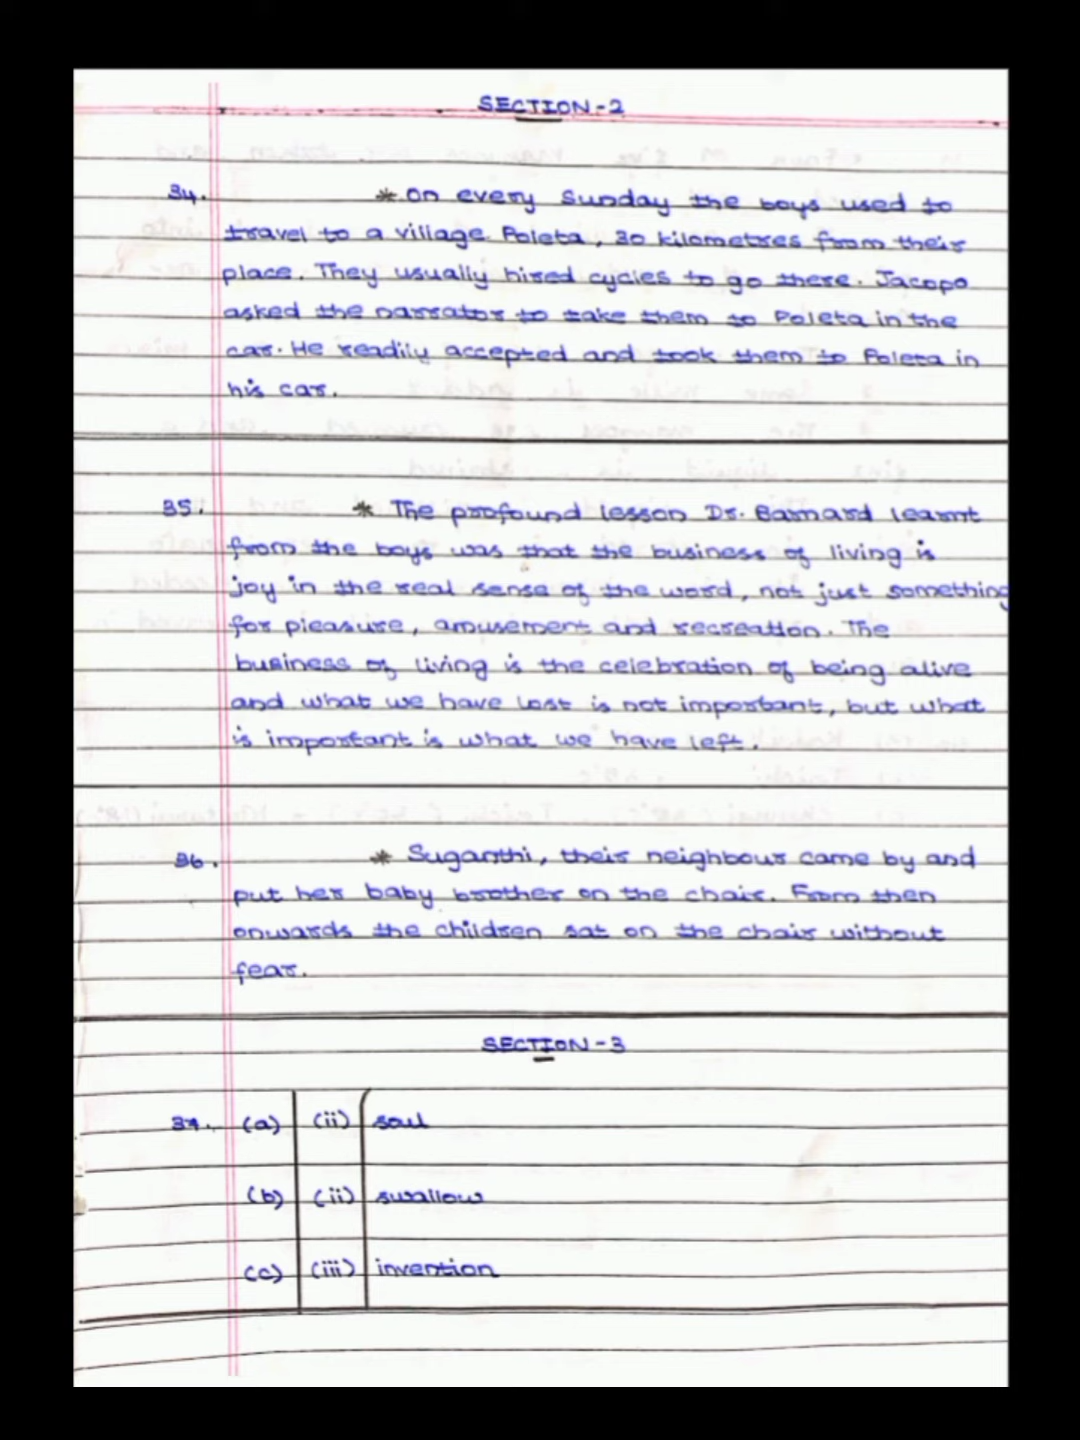 SECTION-2
34. * On every Sunday the boys used to
travel to a village Poleta, 30 kilometres from their
place. They usually hired cycles to go there. Jacopo
asked the narrator to take them to Poleta in the
car. He readily accepted and took them to Poleta in
his car.
35. * The profound lesson Dr. Barnard learnt
from the boys was that the business of living is
joy in the real sense of the word, not just something
for pleasure, amusement and recreation. The
business of living is the celebration of being alive
and what we have lost is not important, but what
is important is what we have left.
36. * Suganthi, their neighbour came by and
put her baby brother on the chair. From then
onwards the children sat on the chair without
fear.
SECTION-3
37. (a) (ii) soul
(b) (ii) swallow
(c) (iii) invention